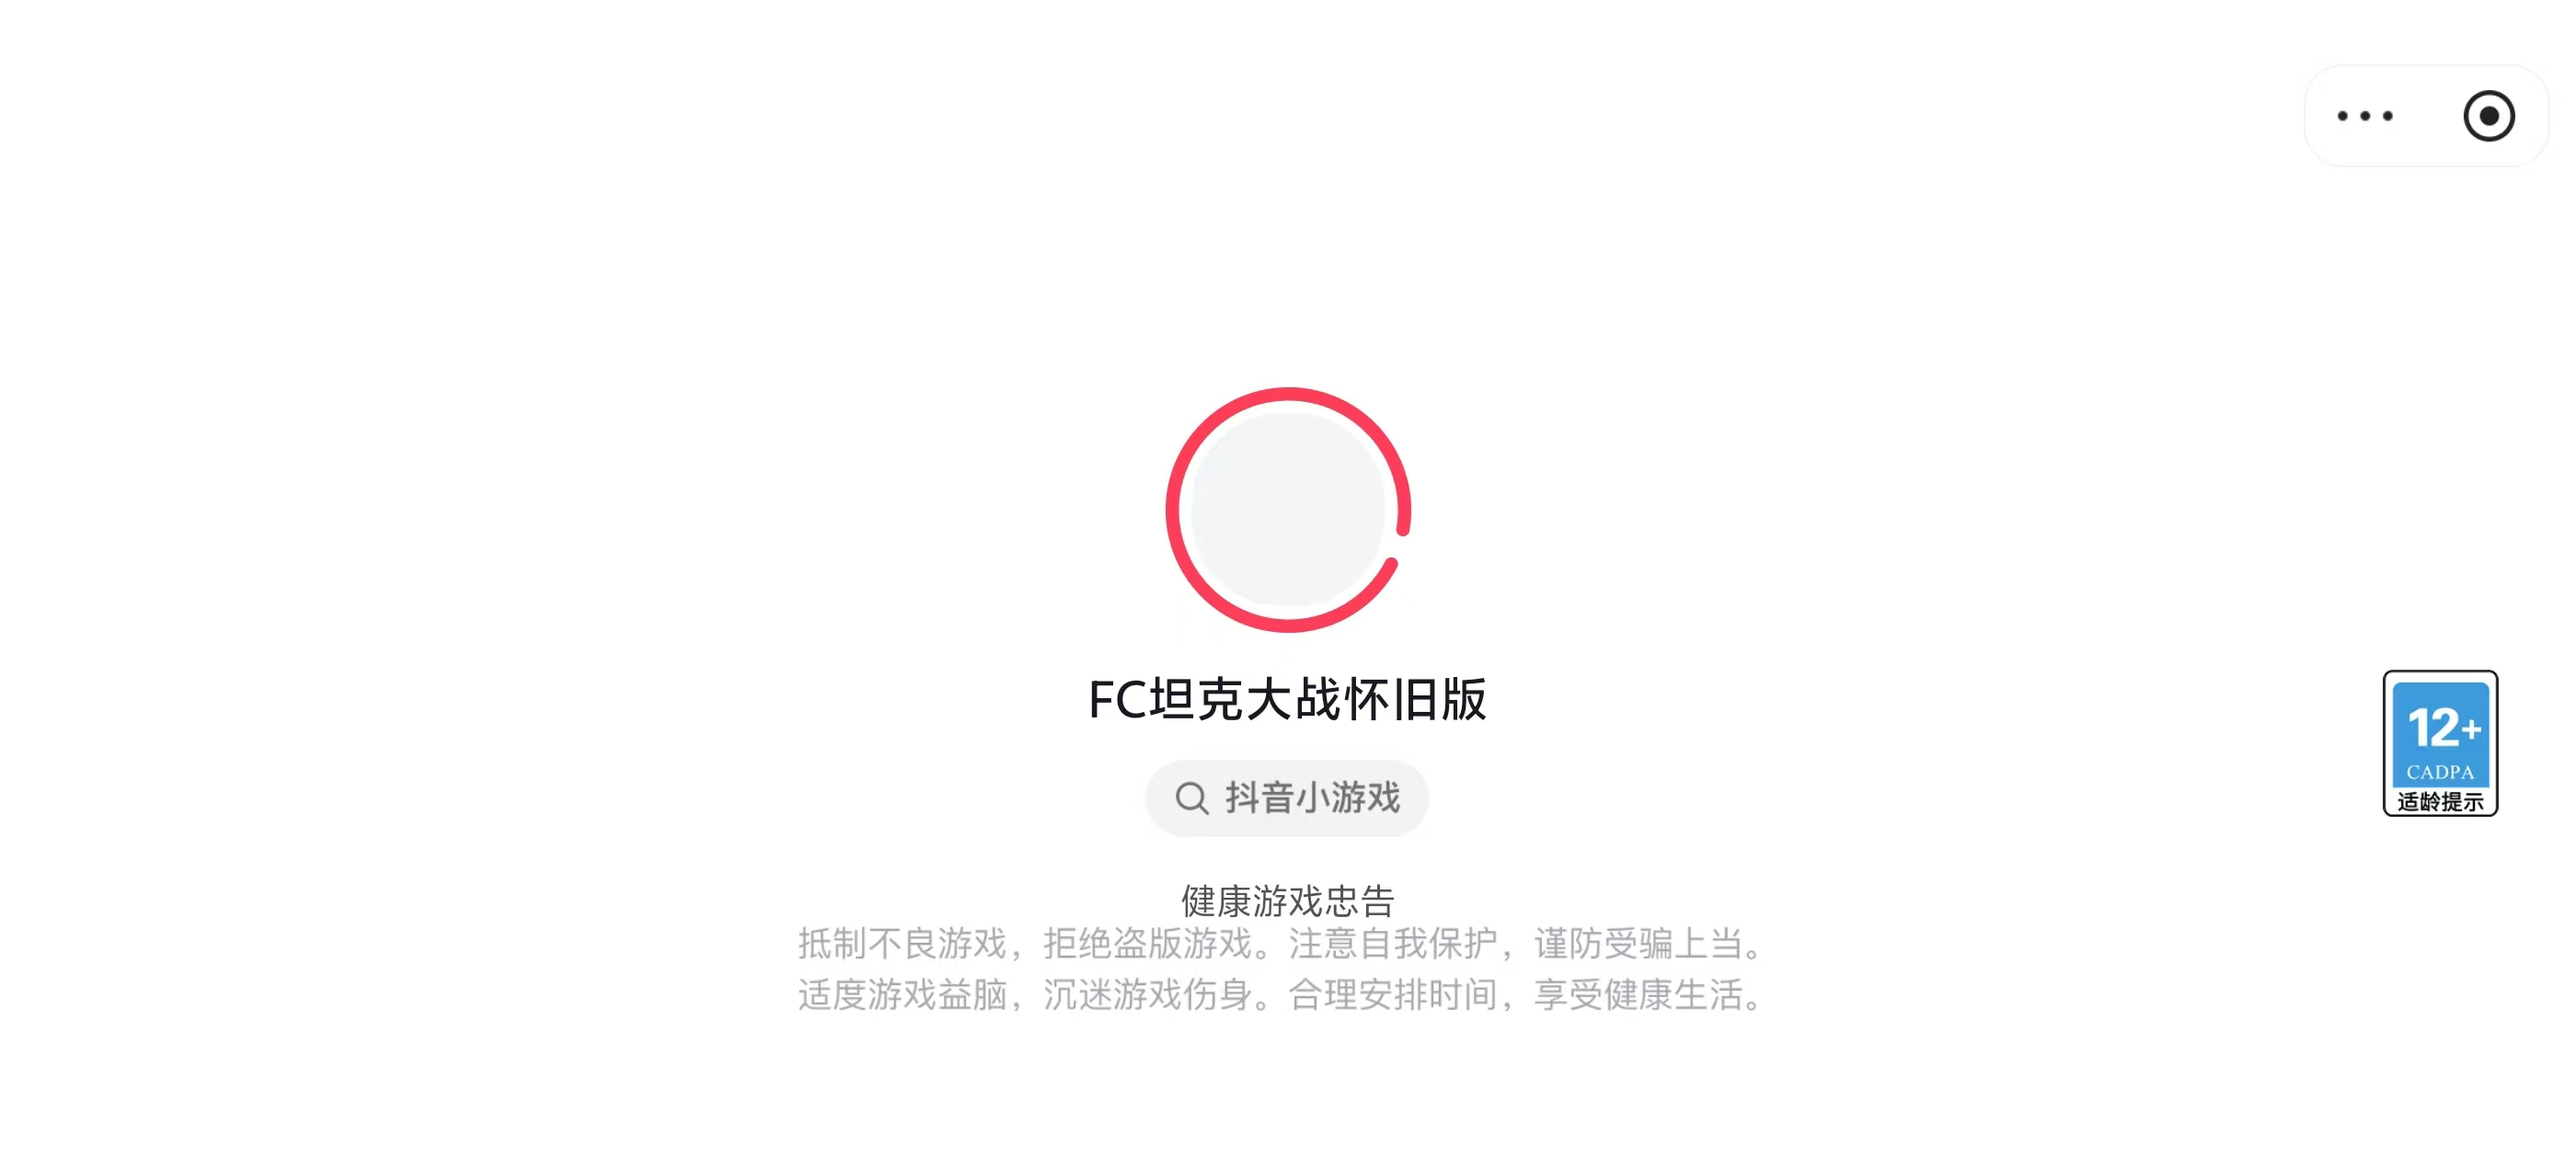 FC坦克大战怀旧版
抖音小游戏
12+
CADPA
适龄提示
健康游戏忠告
抵制不良游戏，拒绝盗版游戏。注意自我保护，谨防受骗上当。
适度游戏益脑，沉迷游戏伤身。合理安排时间，享受健康生活。